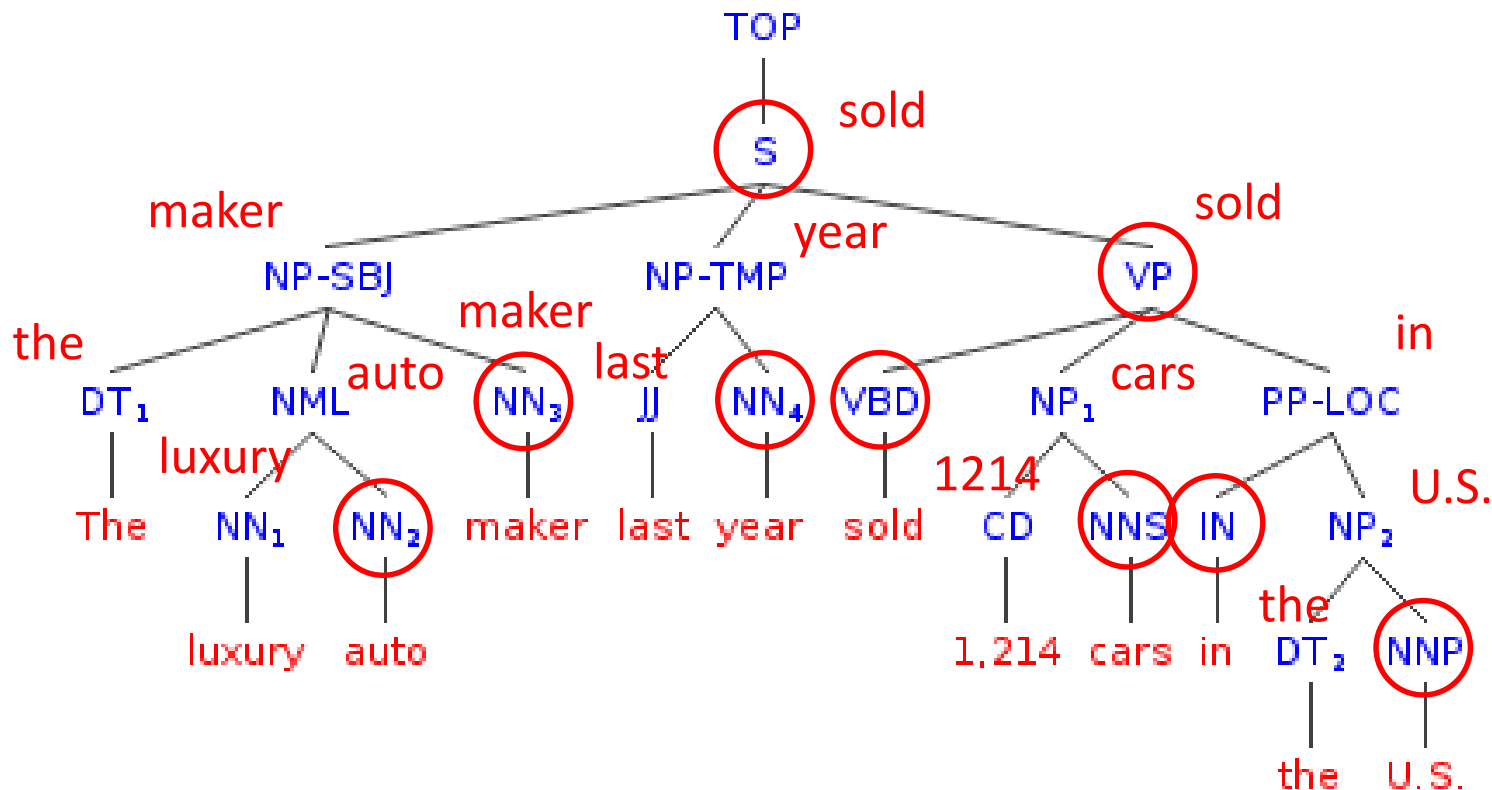 TOP
sold
S
maker
year
sold
NP-SBJ
NP-TMP
VP
the
maker
last
in
auto
cars
DT1
NML
NN3
JJ
NN4
VBD
NP1
PP-LOC
luxury
1214
U.S.
The
NN1
NN2
maker
last
year
sold
CD
NNS
IN
NP2
the
luxury
auto
1,214
cars
in
DT2
NNP
the
U.S.